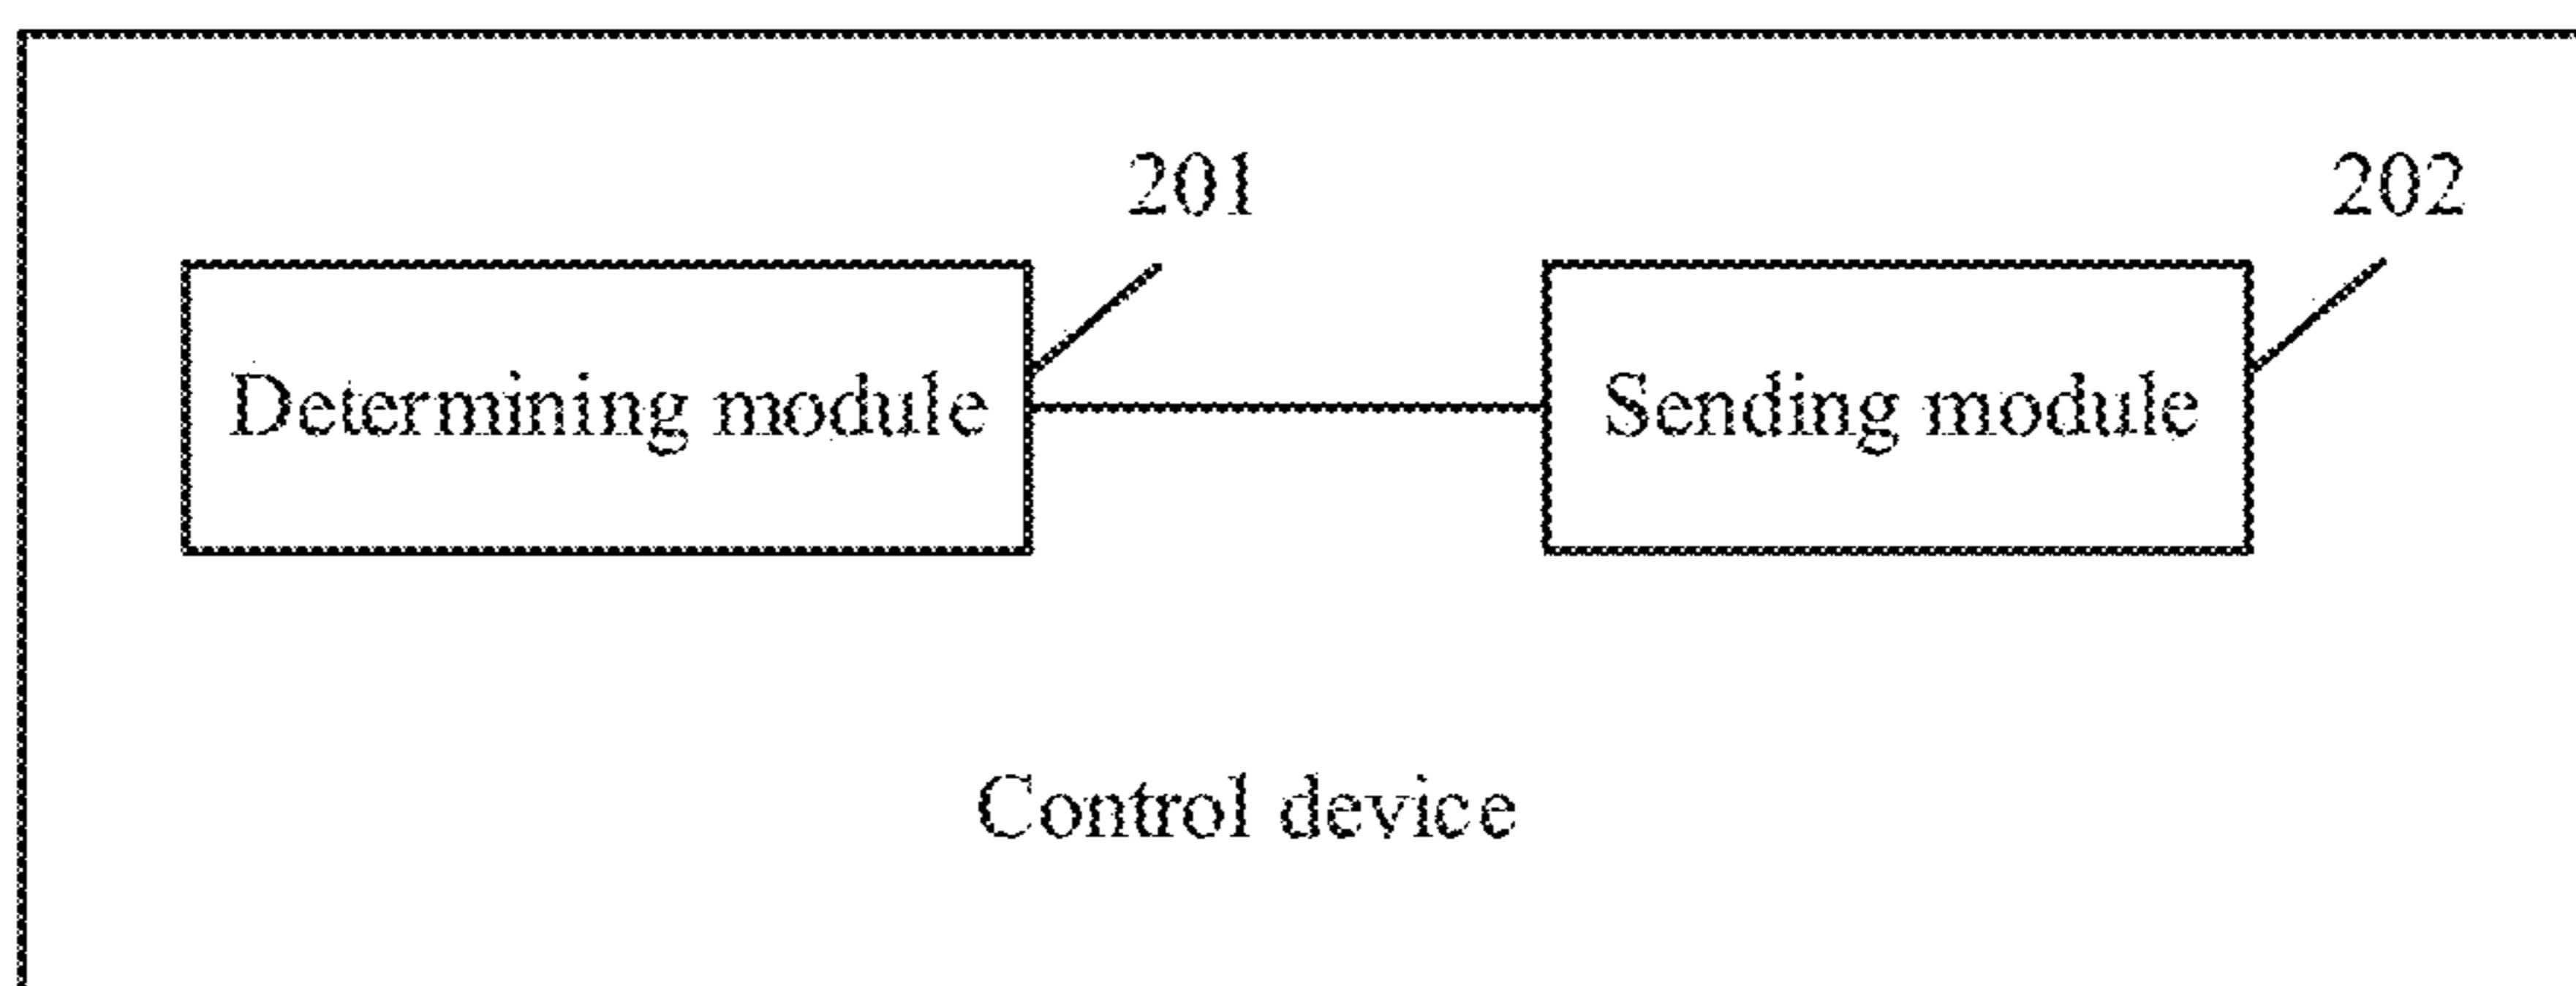 201
202
Determining module
Sending module
Control device